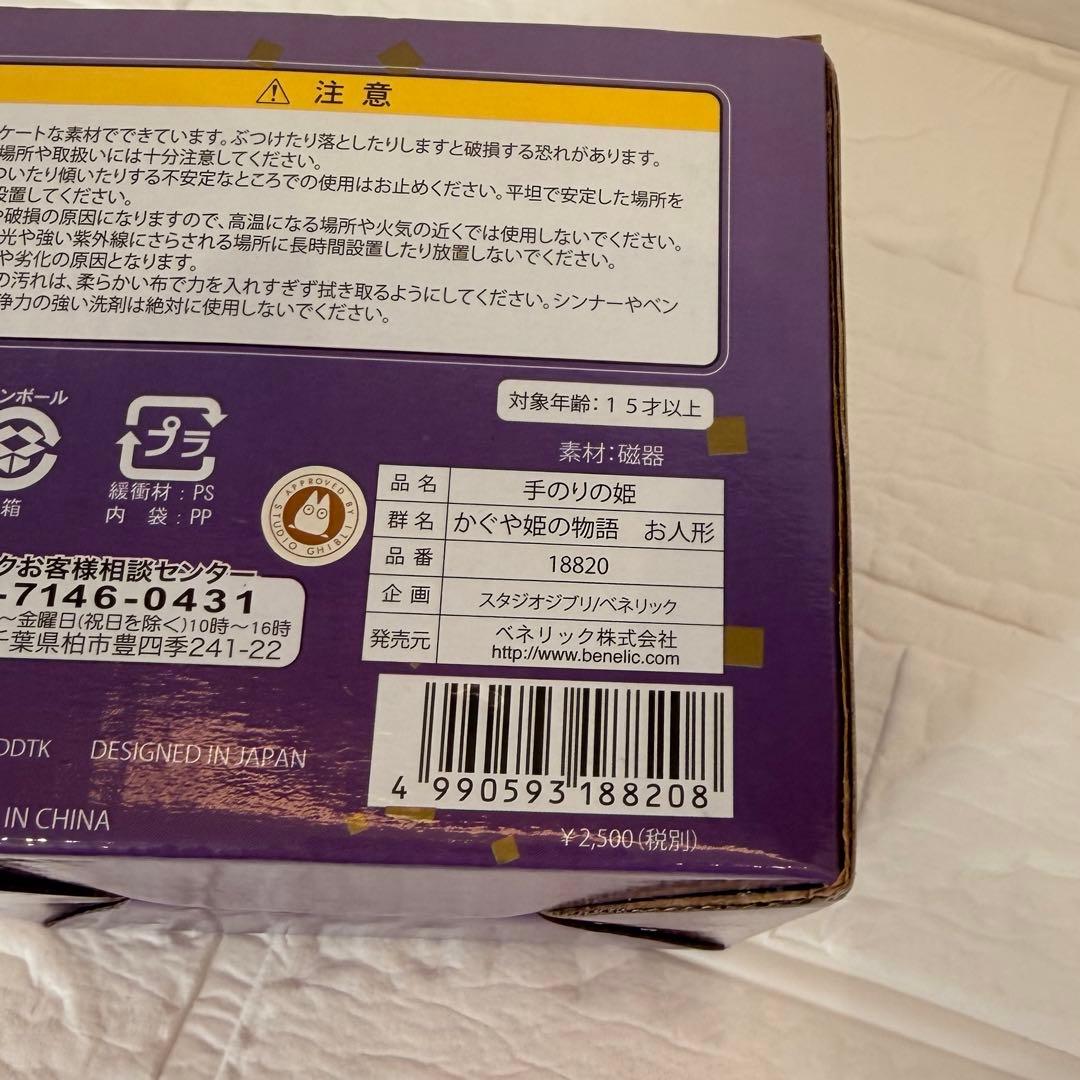 注意
ケートな素材でできています。ぶつけたり落としたりしますと破損する恐れがあります。
場所や取扱いには十分注意してください。
ついたり傾いたりする不安定なところでの使用はお止めください。平坦で安定した場所を
設置してください。
や破損の原因になりますので、高温になる場所や火気の近くでは使用しないでください。
光や強い紫外線にさらされる場所に長時間設置したり放置しないでください。
や劣化の原因となります。
の汚れは、柔らかい布で力を入れすぎず拭き取るようにしてください。シンナーやベン
浄力の強い洗剤は絶対に使用しないでください。
対象年齢：15才以上
素材：磁器
ンボール
箱
プラ
緩衝材：PS
内 袋：PP
APPROVED BY STUDIO GHIBLI
品名 手のりの姫
群名 かぐや姫の物語 お人形
品番 18820
企画 スタジオジブリ/ベネリック
発売元 ベネリック株式会社
http://www.benelic.com
クお客様相談センター
-7146-0431
～金曜日(祝日を除く)10時～16時
千葉県柏市豊四季241-22
DDTK DESIGNED IN JAPAN
IN CHINA
4 990593 188208
￥2,500（税別）